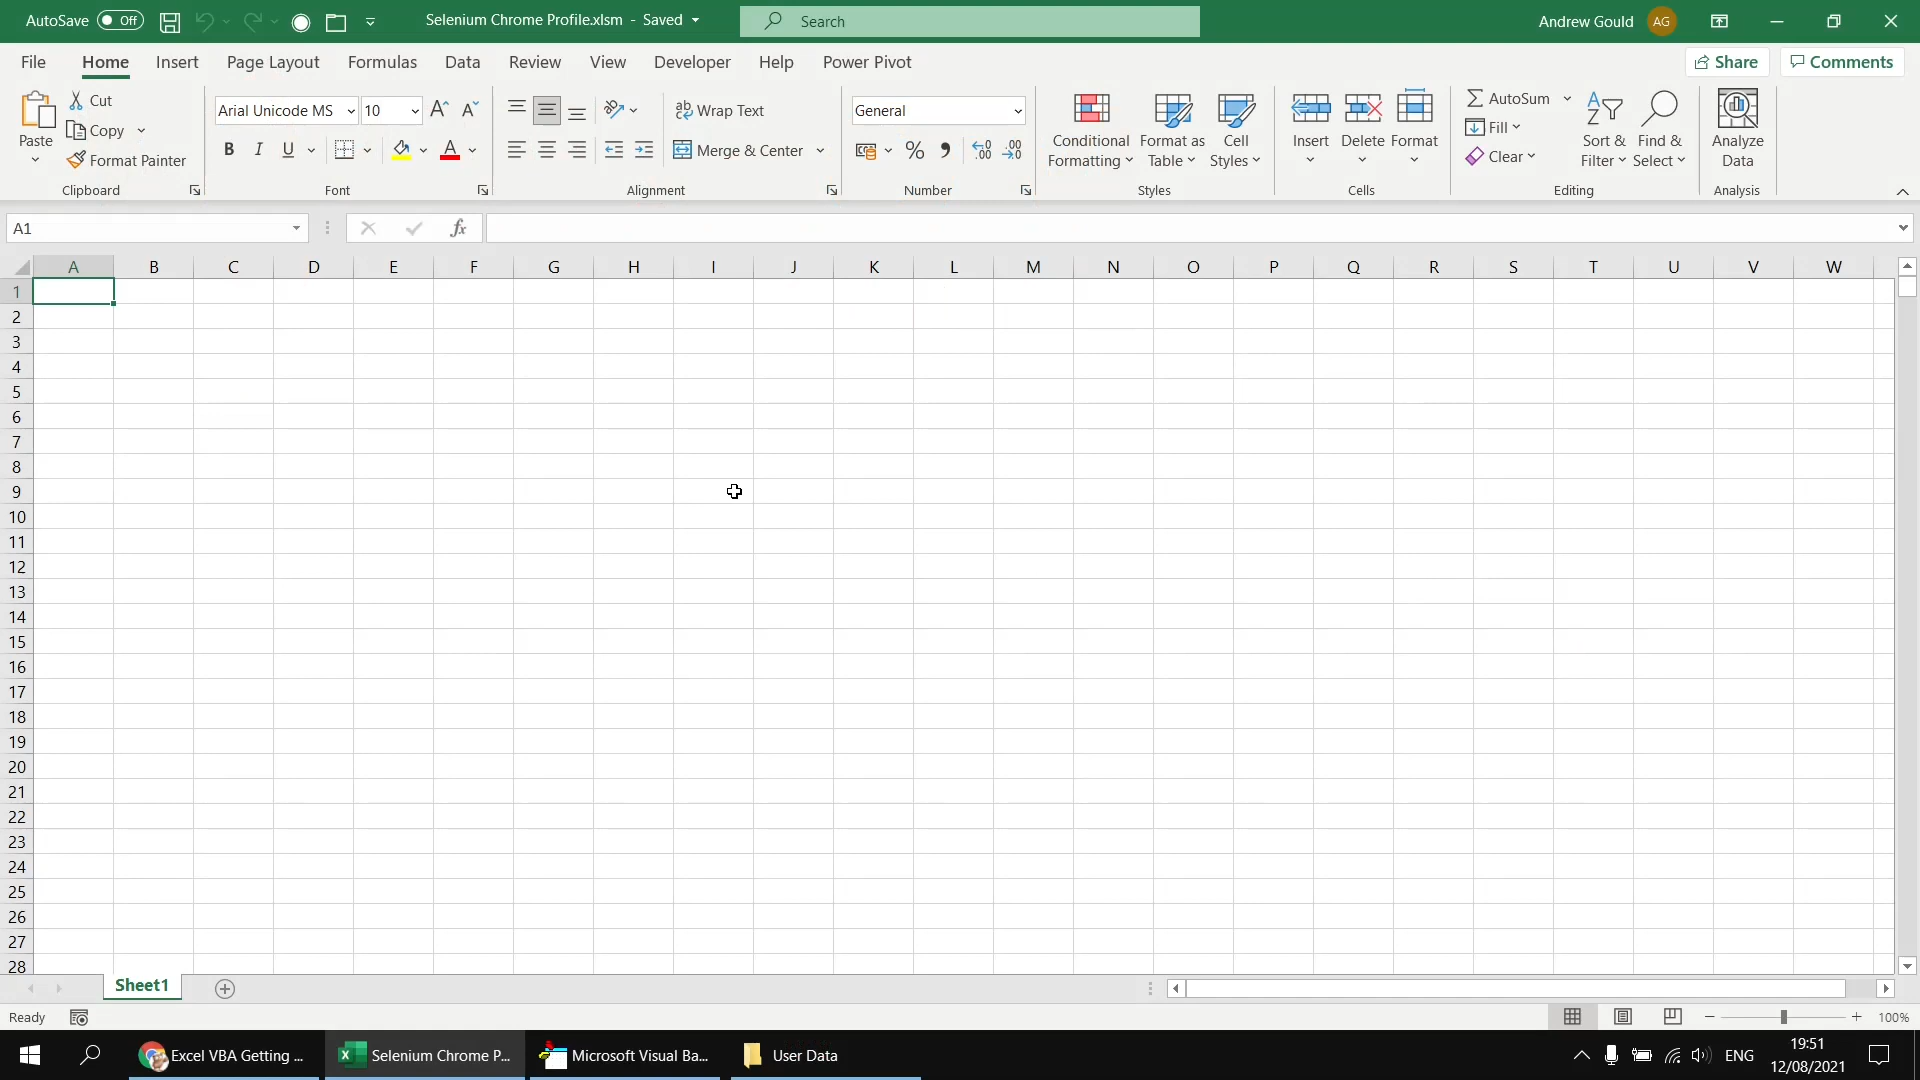 AutoSave Off Selenium Chrome Profile.xlsm - Saved Search Andrew Gould AG
File Home Insert Page Layout Formulas Data Review View Developer Help Power Pivot Share Comments
Paste
Cut
Copy
Format Painter
Clipboard
Arial Unicode MS 10
B I U
Font
Wrap Text
Merge & Center
Alignment
General
Number
Conditional Formatting
Format as Table
Cell Styles
Styles
Insert Delete Format
Cells
AutoSum
Fill
Clear
Sort & Filter
Find & Select
Editing
Analyze Data
Analysis
A1 fx
A B C D E F G H I J K L M N O P Q R S T U V W
1
2
3
4
5
6
7
8
9
10
11
12
13
14
15
16
17
18
19
20
21
22
23
24
25
26
27
28
Sheet1
Ready 100%
Excel VBA Getting ... Selenium Chrome P... Microsoft Visual Ba... User Data ENG 19:51
12/08/2021